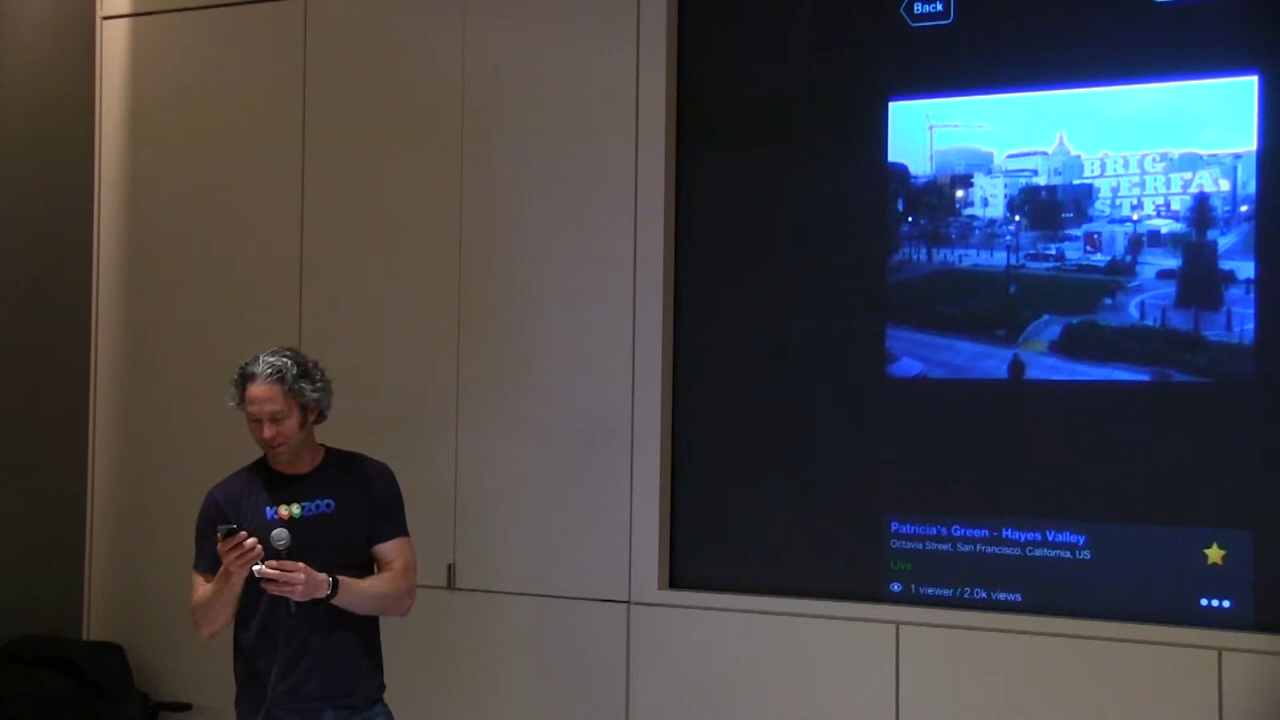 Back
BRIG
TERFA
STE
KOOZOO
Patricia's Green - Hayes Valley
Octavia Street, San Francisco, California, US
Live
1 viewer / 2.0k views